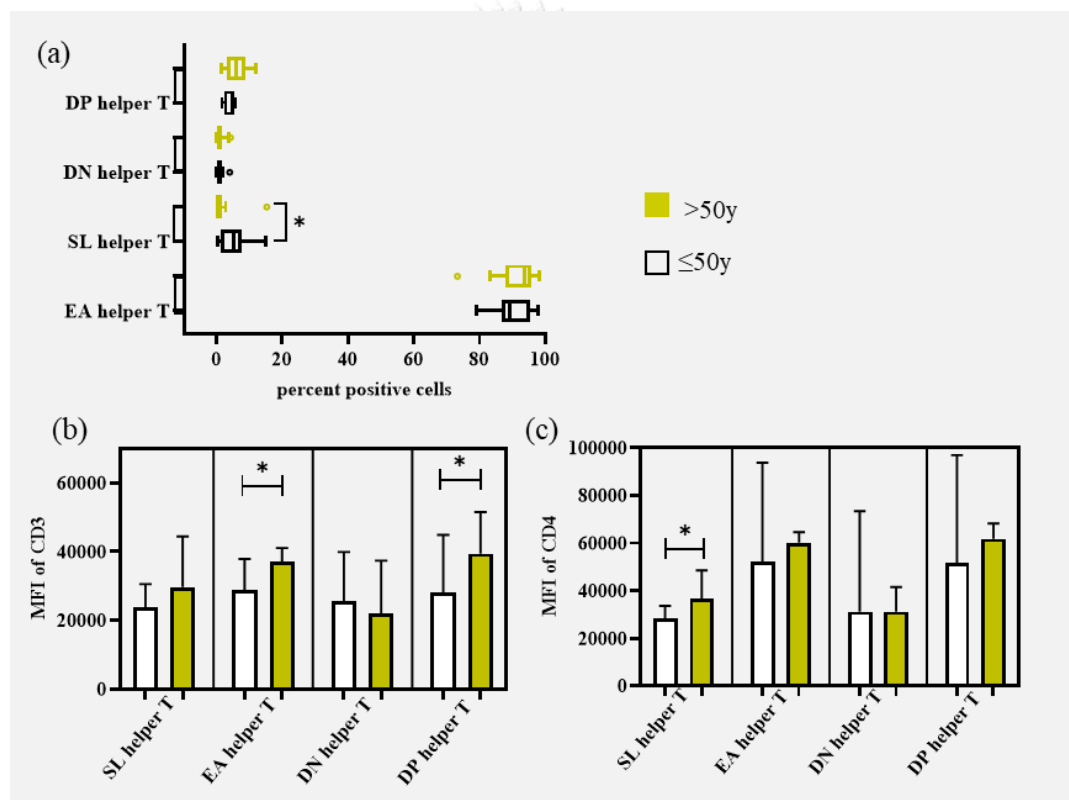 (a)
DP helper T
DN helper T
SL helper T
EA helper T
*
0 20 40 60 80 100
percent positive cells
>50y
≤50y
(b)
MFI of CD3
60000
40000
20000
0
*
*
SL helper T
EA helper T
DN helper T
DP helper T
(c)
MFI of CD4
100000
80000
60000
40000
20000
0
*
SL helper T
EA helper T
DN helper T
DP helper T